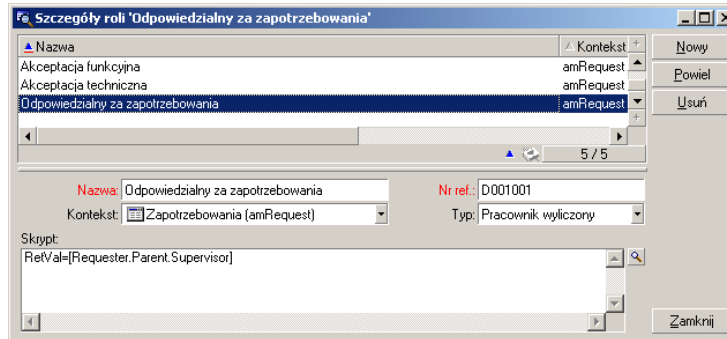 Szczegóły roli 'Odpowiedzialny za zapotrzebowania'
Nazwa Kontekst
Akceptacja funkcyjna amRequest
Akceptacja techniczna amRequest
Odpowiedzialny za zapotrzebowania amRequest
5 / 5
Nowy
Powiel
Usuń
Nazwa: Odpowiedzialny za zapotrzebowania Nr ref.: D001001
Kontekst: Zapotrzebowania (amRequest) Typ: Pracownik wyliczony
Skrypt:
RetVal=[Requester.Parent.Supervisor]
Zamknij